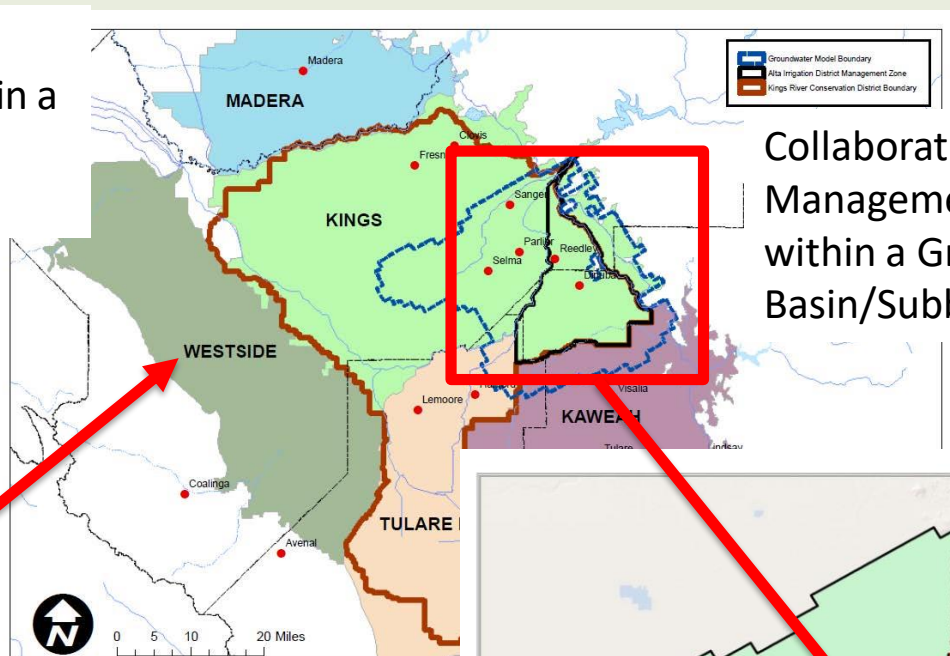 in a
Madera
MADERA
Groundwater Model Boundary
Alta Irrigation District Management Zone
Kings River Conservation District Boundary
Clovis
Collaborat
Manageme
within a Gr
Basin/Subb
KINGS
Sanger
Parlier
Reedley
Selma
WESTSIDE
Lemoore
Visalia
KAWEAH
Tulare
Coalinga
TULARE
Avenal
N
0 5 10 20 Miles